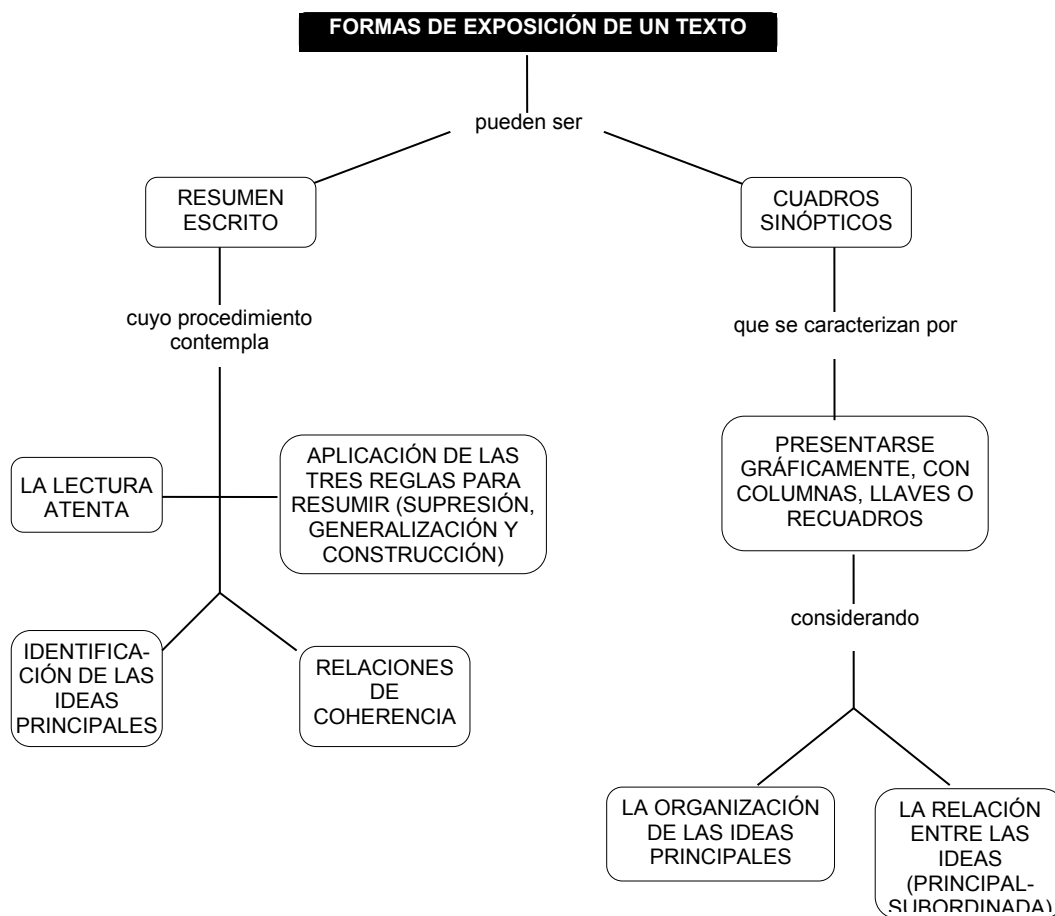 FORMAS DE EXPOSICIÓN DE UN TEXTO
pueden ser
RESUMEN
ESCRITO
CUADROS
SINÓPTICOS
cuyo procedimiento
contempla
que se caracterizan por
LA LECTURA
ATENTA
APLICACIÓN DE LAS
TRES REGLAS PARA
RESUMIR (SUPRESIÓN,
GENERALIZACIÓN Y
CONSTRUCCIÓN)
PRESENTARSE
GRÁFICAMENTE, CON
COLUMNAS, LLAVES O
RECUADROS
considerando
IDENTIFICA-
CIÓN DE LAS
IDEAS
PRINCIPALES
RELACIONES
DE
COHERENCIA
LA ORGANIZACIÓN
DE LAS IDEAS
PRINCIPALES
LA RELACIÓN
ENTRE LAS
IDEAS
(PRINCIPAL-
SUBORDINADA)